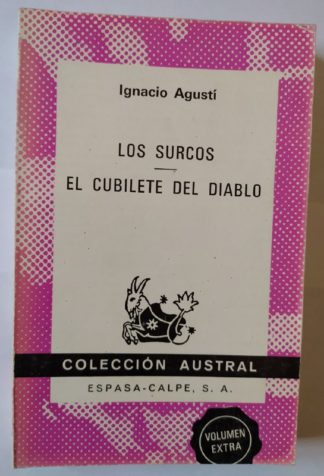 Ignacio Agustí
LOS SURCOS
EL CUBILETE DEL DIABLO
COLECCIÓN AUSTRAL
ESPASA-CALPE, S. A.
VOLUMEN
EXTRA